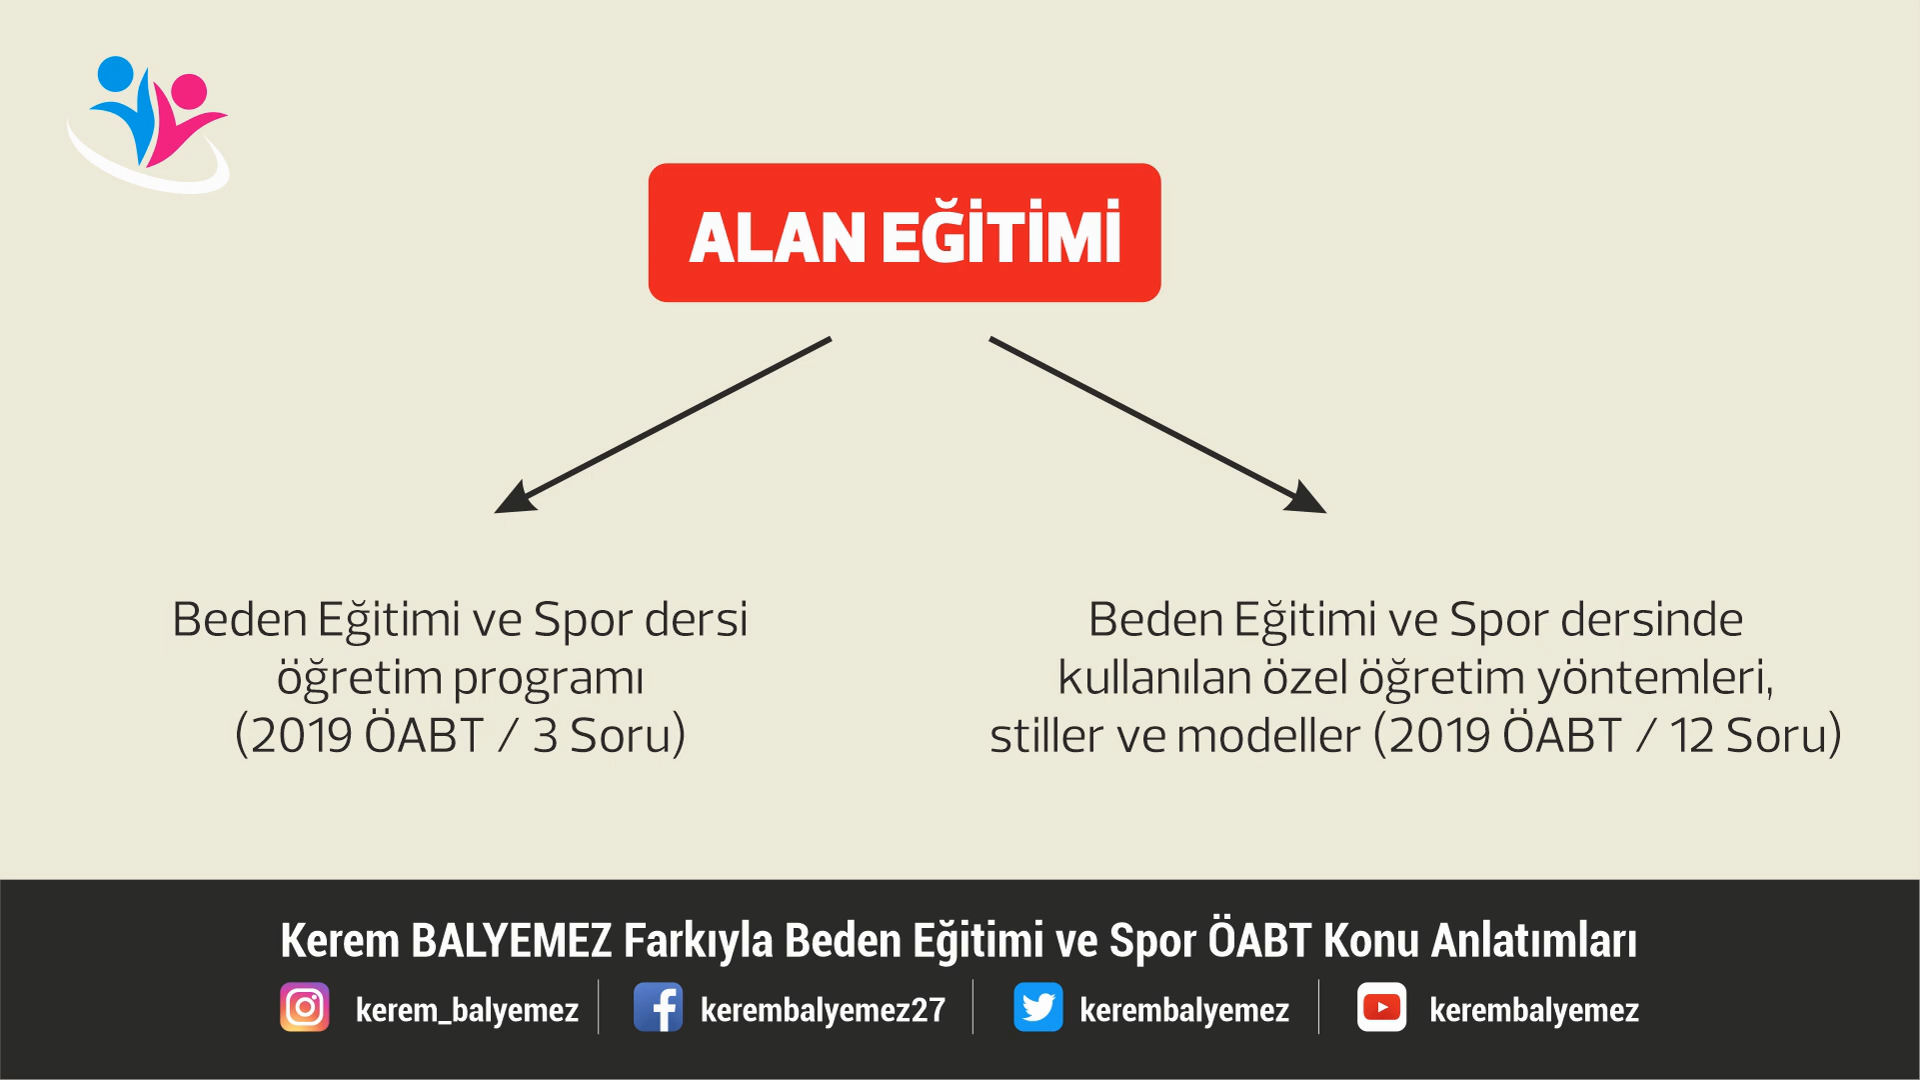 ALAN EĞİTİMİ
Beden Eğitimi ve Spor dersi
öğretim programı
(2019 ÖABT / 3 Soru)
Beden Eğitimi ve Spor dersinde
kullanılan özel öğretim yöntemleri,
stiller ve modeller (2019 ÖABT / 12 Soru)
Kerem BALYEMEZ Farkıyla Beden Eğitimi ve Spor ÖABT Konu Anlatımları
kerem_balyemez kerembalyemez27 kerembalyemez kerembalyemez